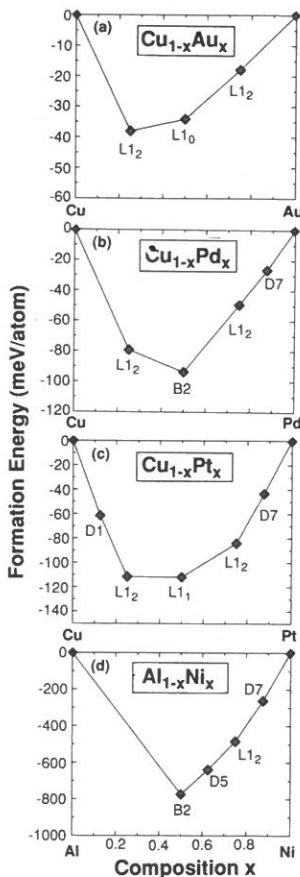 Formation Energy (meV/atom)
0
-10
-20
-30
-40
-50
60
(a)
Cu₁₋ₓAuₓ
L1₂
L1₀
L1₂
Cu
Au
0
-20
-40
-60
-80
-100
-120
(b)
Cu₁₋ₓPdₓ
L1₂
B2
L1₂
D7
Cu
Pd
0
-20
-40
-60
-80
-100
-120
-140
(c)
Cu₁₋ₓPtₓ
D1
L1₂
L1₁
L1₂
D7
Cu
Pt
0
-200
-400
-600
-800
-1000
(d)
Al₁₋ₓNiₓ
B2
D5
L1₂
D7
Al 0.2 0.4 0.6 0.8 Ni
Composition x